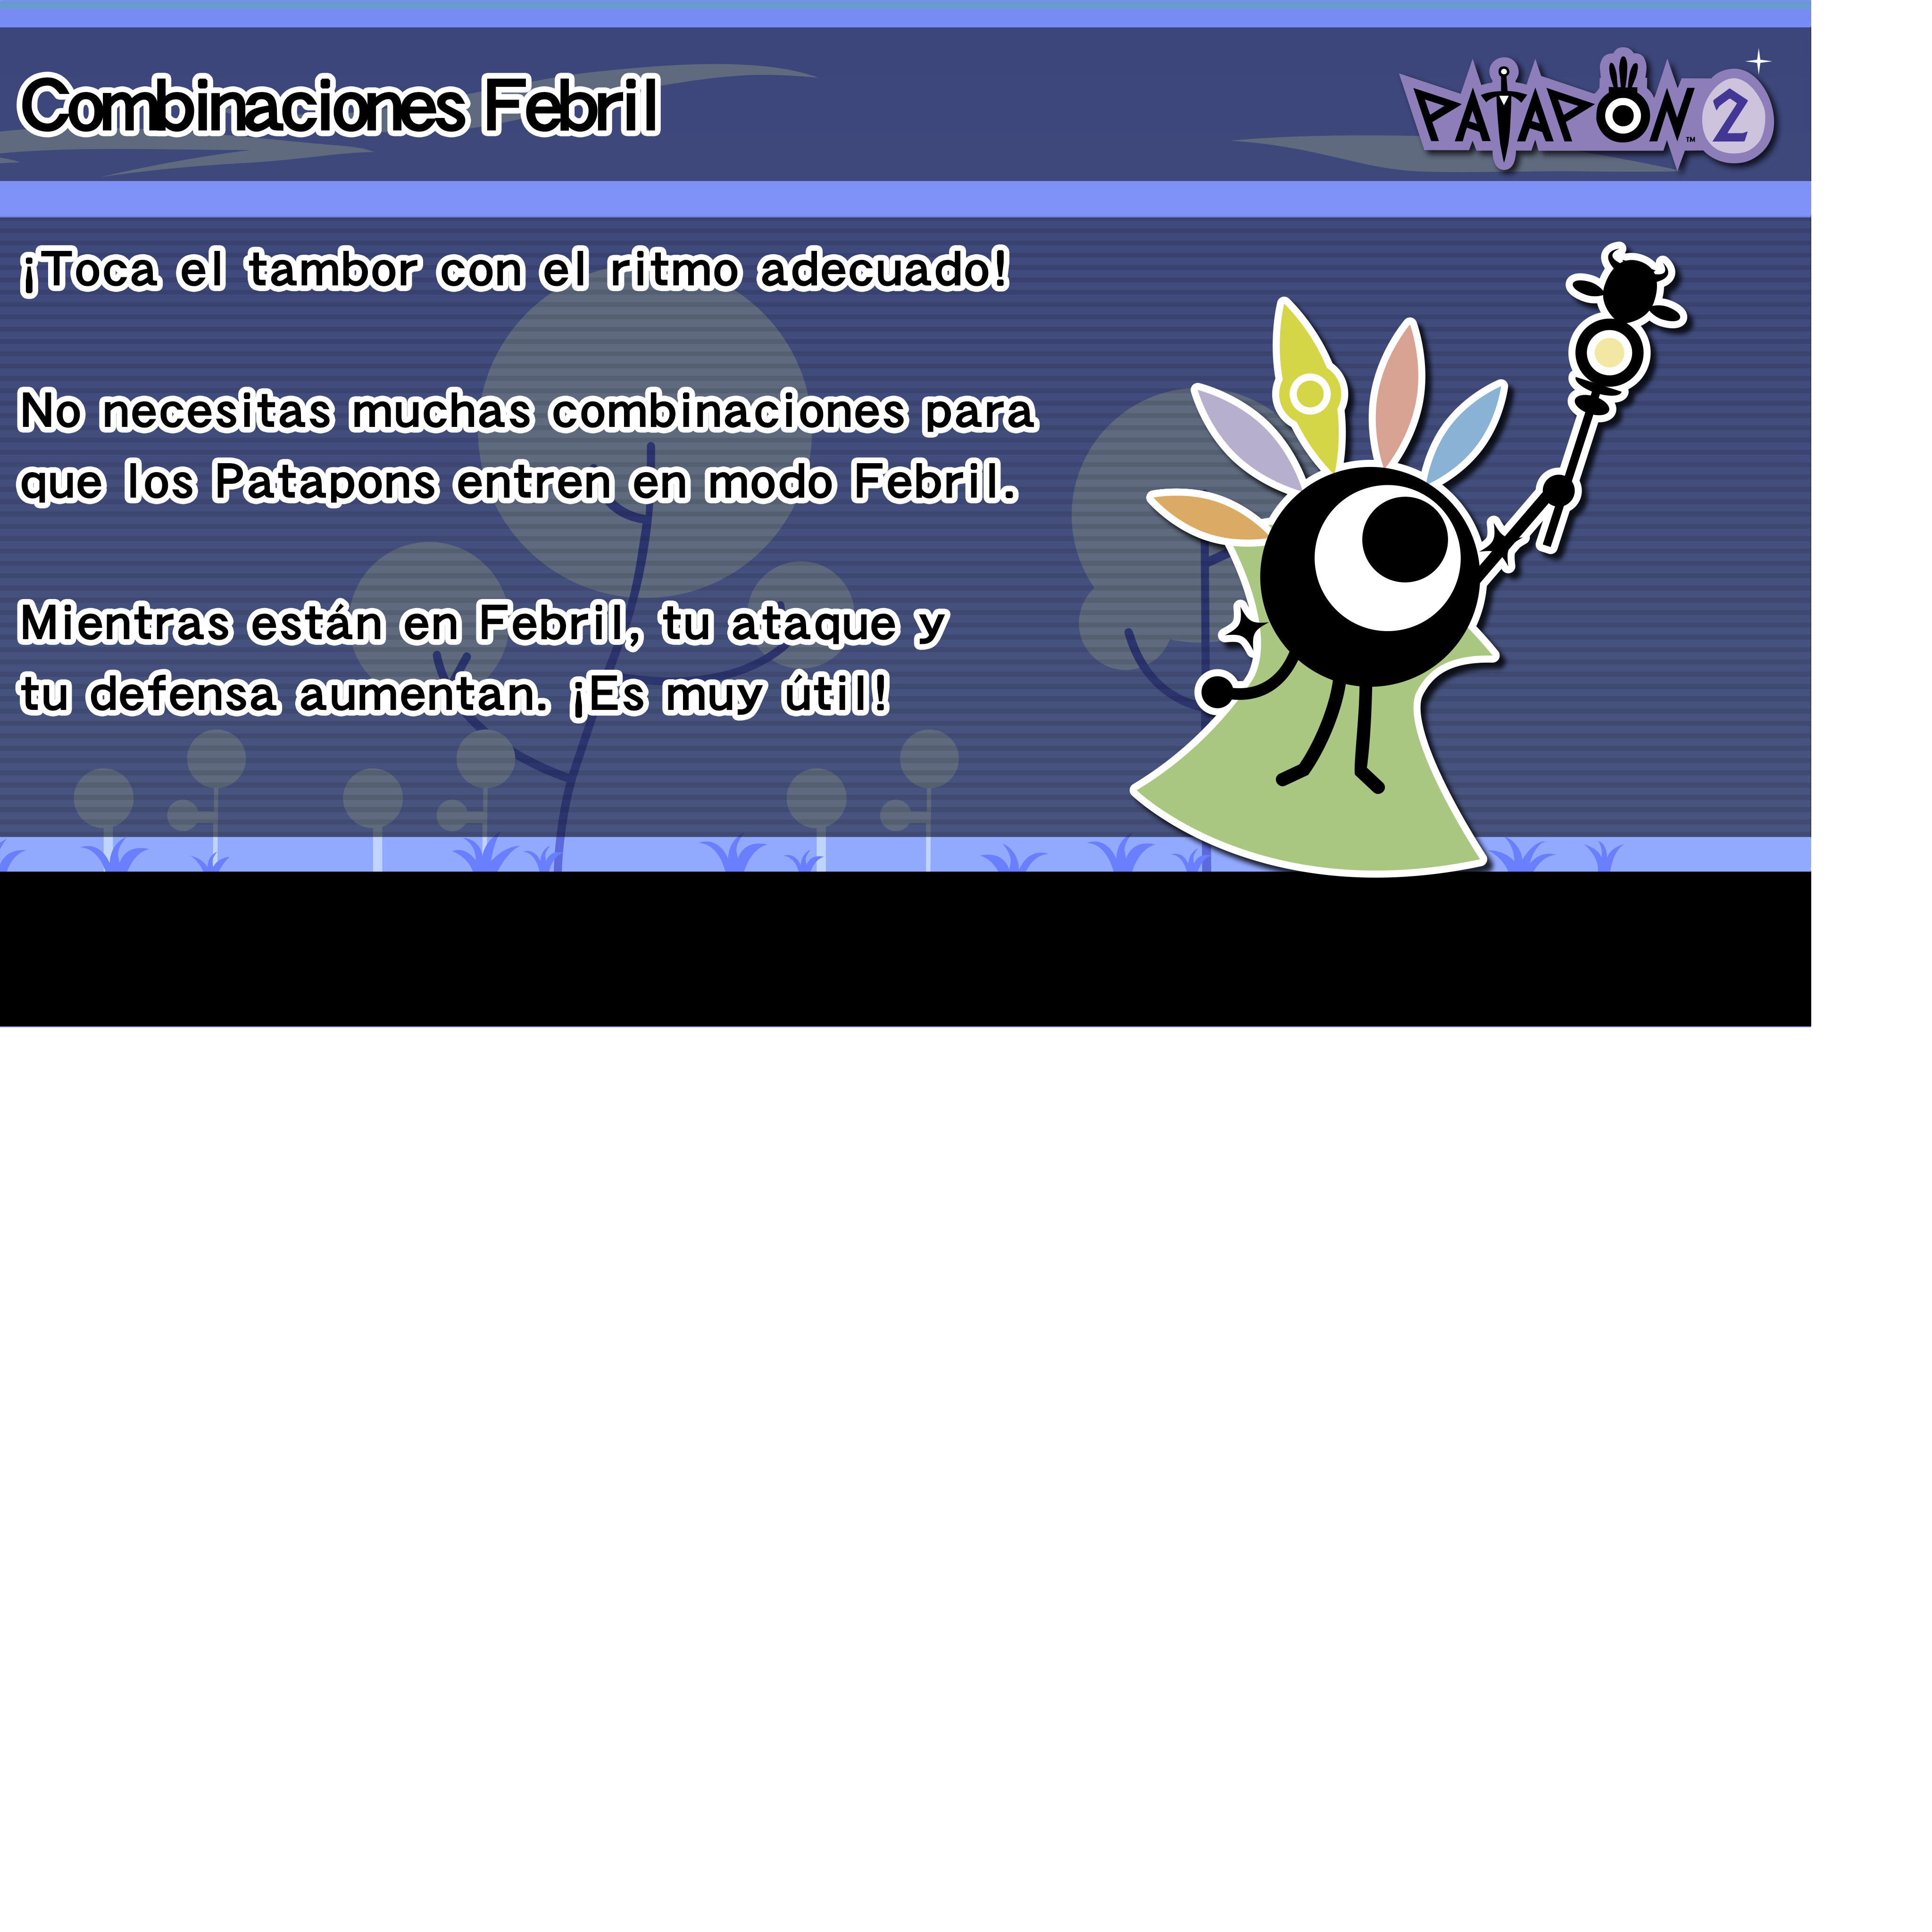 Combinaciones Febril
PATAPON™ 2
¡Toca el tambor con el ritmo adecuado!
No necesitas muchas combinaciones para
que los Patapons entren en modo Febril.
Mientras están en Febril, tu ataque y
tu defensa aumentan. ¡Es muy útil!